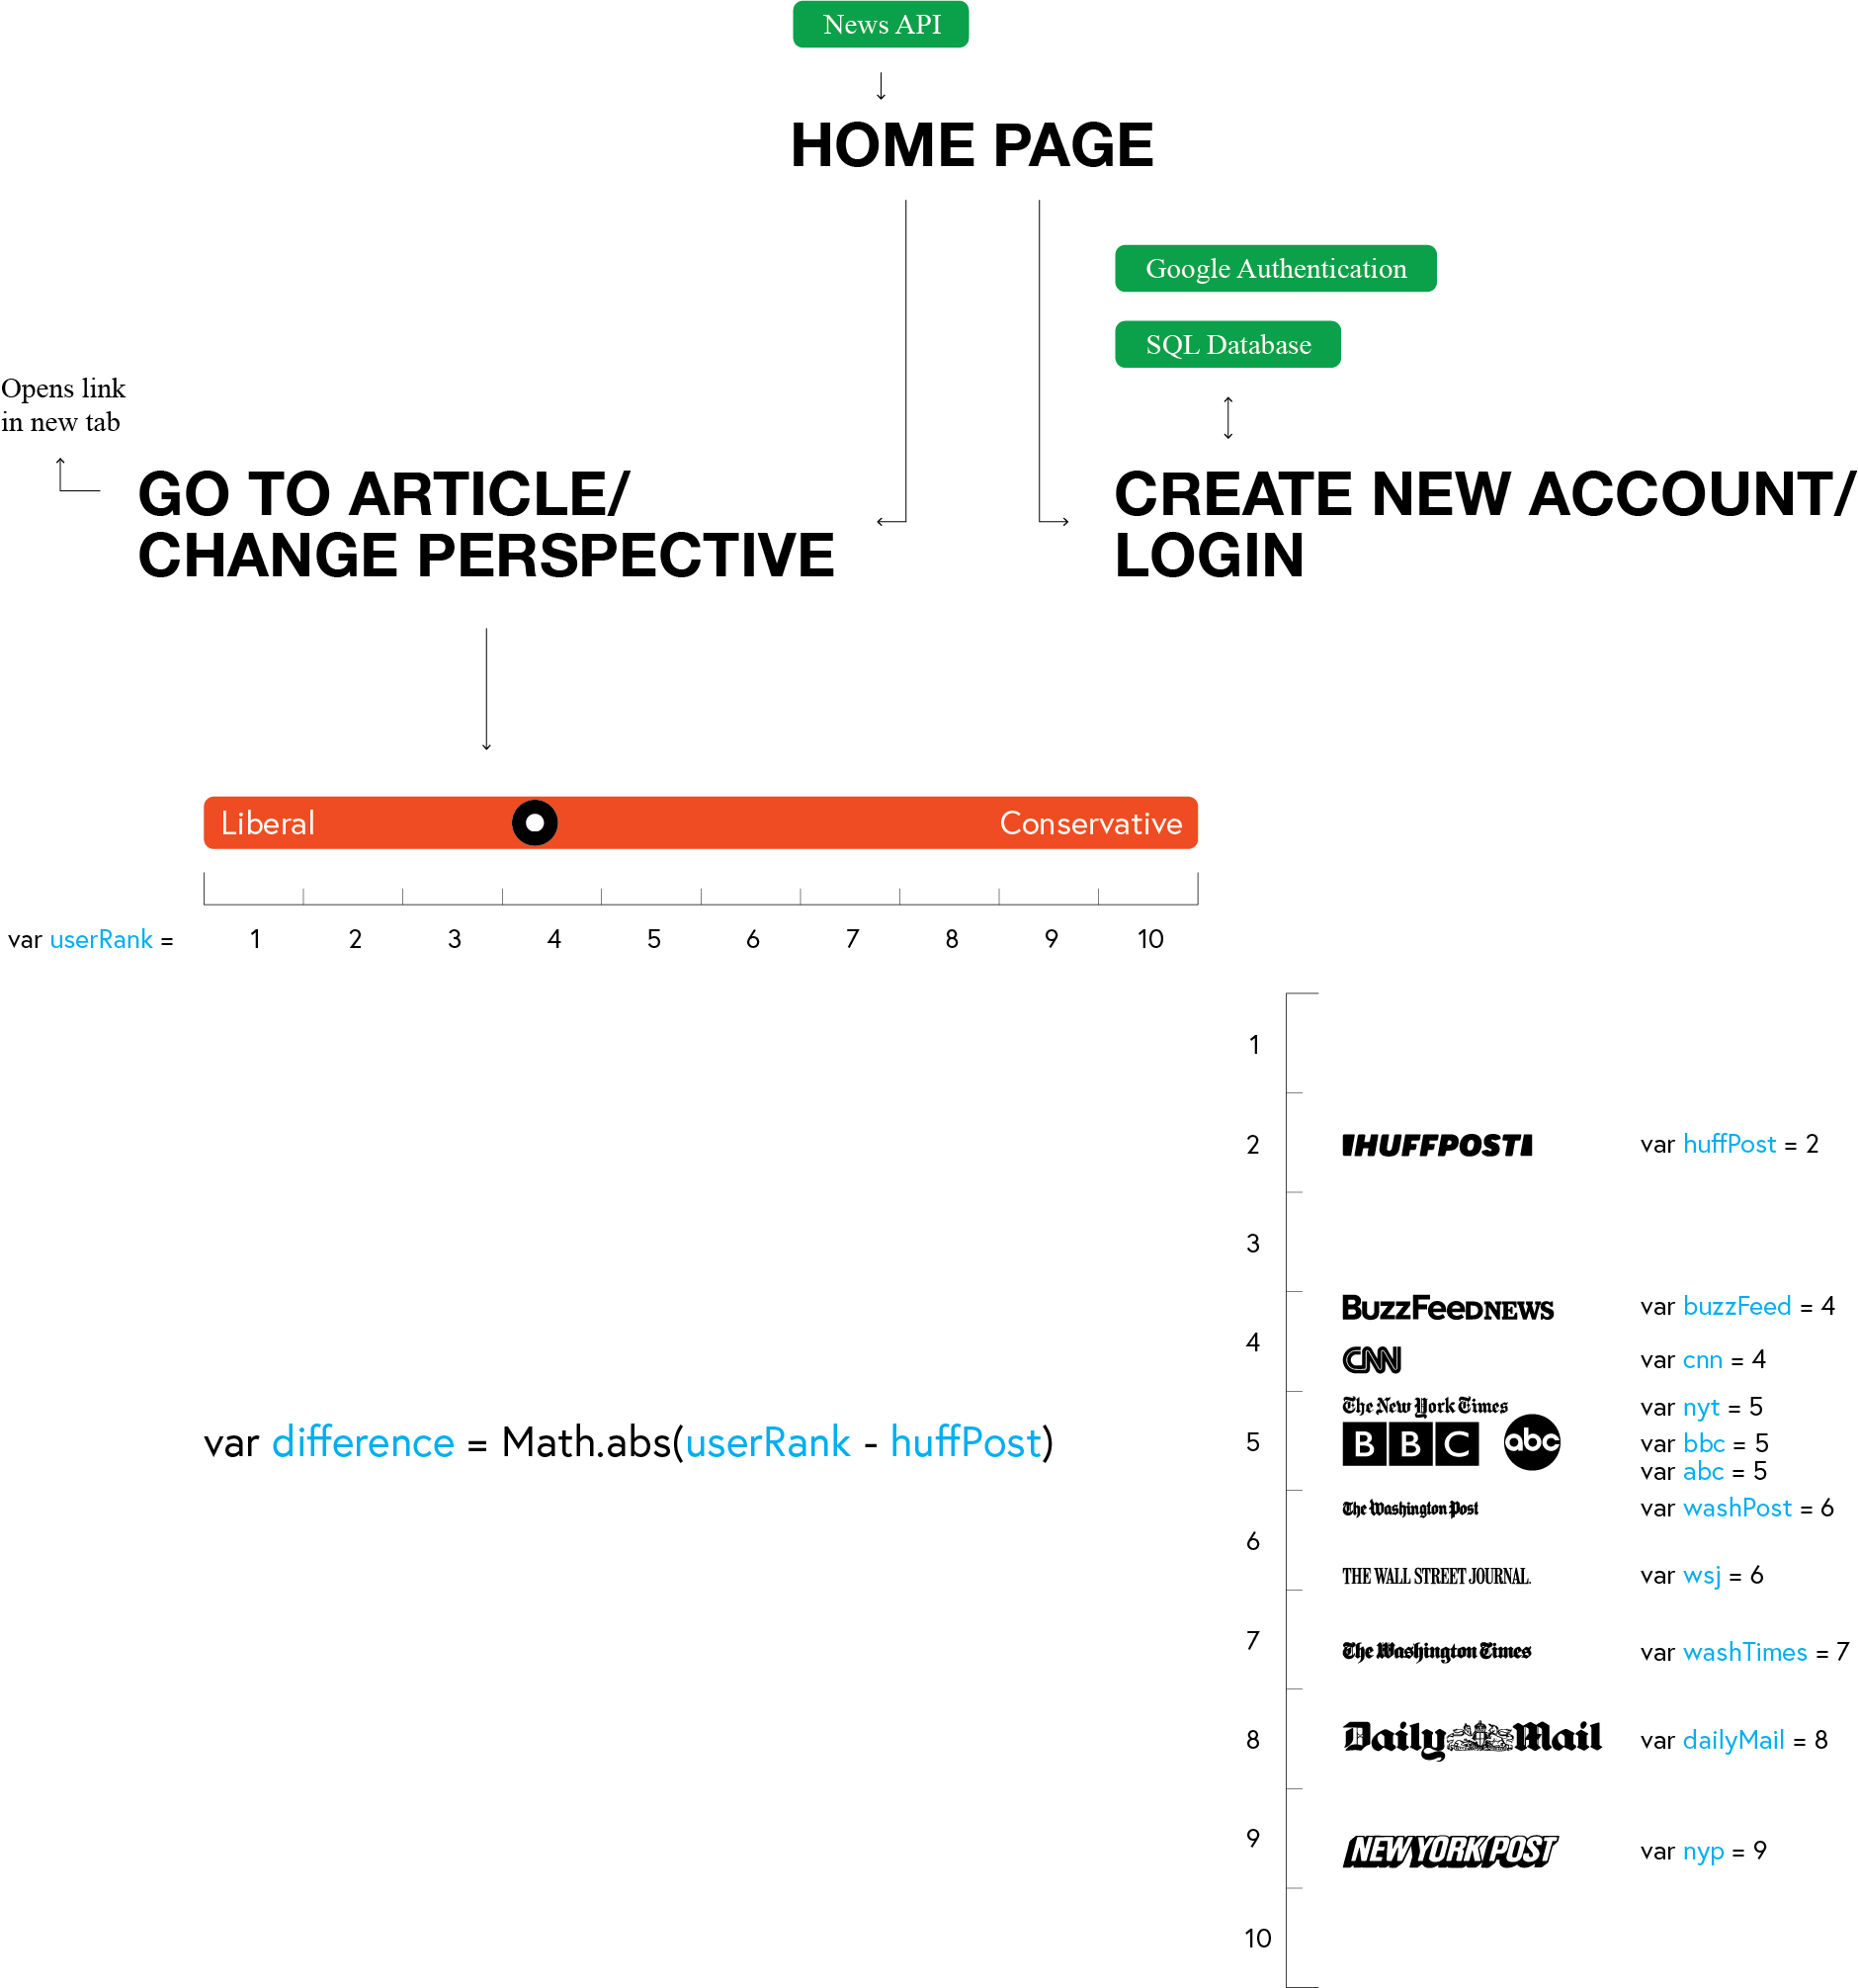 News API
HOME PAGE
Google Authentication
SQL Database
Opens link
in new tab
GO TO ARTICLE/
CHANGE PERSPECTIVE
CREATE NEW ACCOUNT/
LOGIN
Liberal
Conservative
var userRank = 1 2 3 4 5 6 7 8 9 10
1
2 HUFFPOST var huffPost = 2
3
BuzzFeeD NEWS var buzzFeed = 4
4
CNN var cnn = 4
The New York Times var nyt = 5
var difference = Math.abs(userRank - huffPost)
5 BBC abc var bbc = 5
var abc = 5
The Washington Post var washPost = 6
6
THE WALL STREET JOURNAL. var wsj = 6
7 The Washington Times var washTimes = 7
8 Daily Mail var dailyMail = 8
9 NEW YORK POST var nyp = 9
10